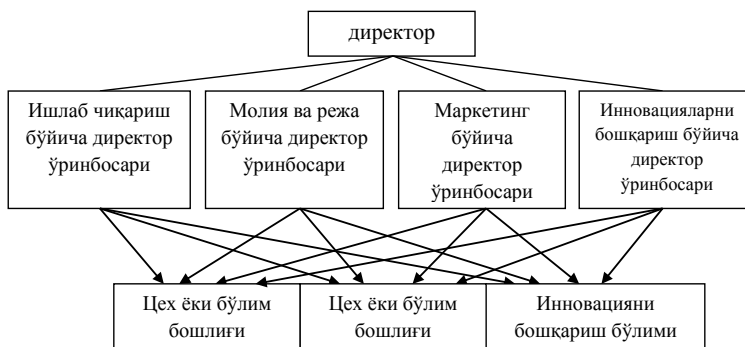 директор
Ишлаб чиқариш
бўйича директор
ўринбосари
Молия ва режа
бўйича директор
ўринбосари
Маркетинг
бўйича
директор
ўринбосари
Инновацияларни
бошқариш бўйича
директор
ўринбосари
Цех ёки бўлим
бошлиғи
Цех ёки бўлим
бошлиғи
Инновацияни
бошқариш бўлими